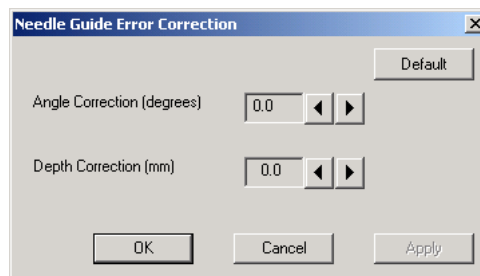 Needle Guide Error Correction
Default
Angle Correction (degrees) 0.0
Depth Correction (mm) 0.0
OK Cancel Apply